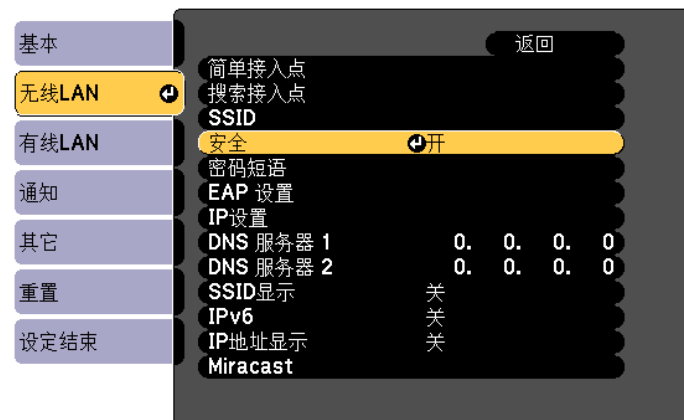 基本
无线LAN
有线LAN
通知
其它
重置
设定结束
返回
简单接入点
搜索接入点
SSID
安全 开
密码短语
EAP 设置
IP设置
DNS 服务器 1 0. 0. 0. 0
DNS 服务器 2 0. 0. 0. 0
SSID显示 关
IPv6 关
IP地址显示 关
Miracast